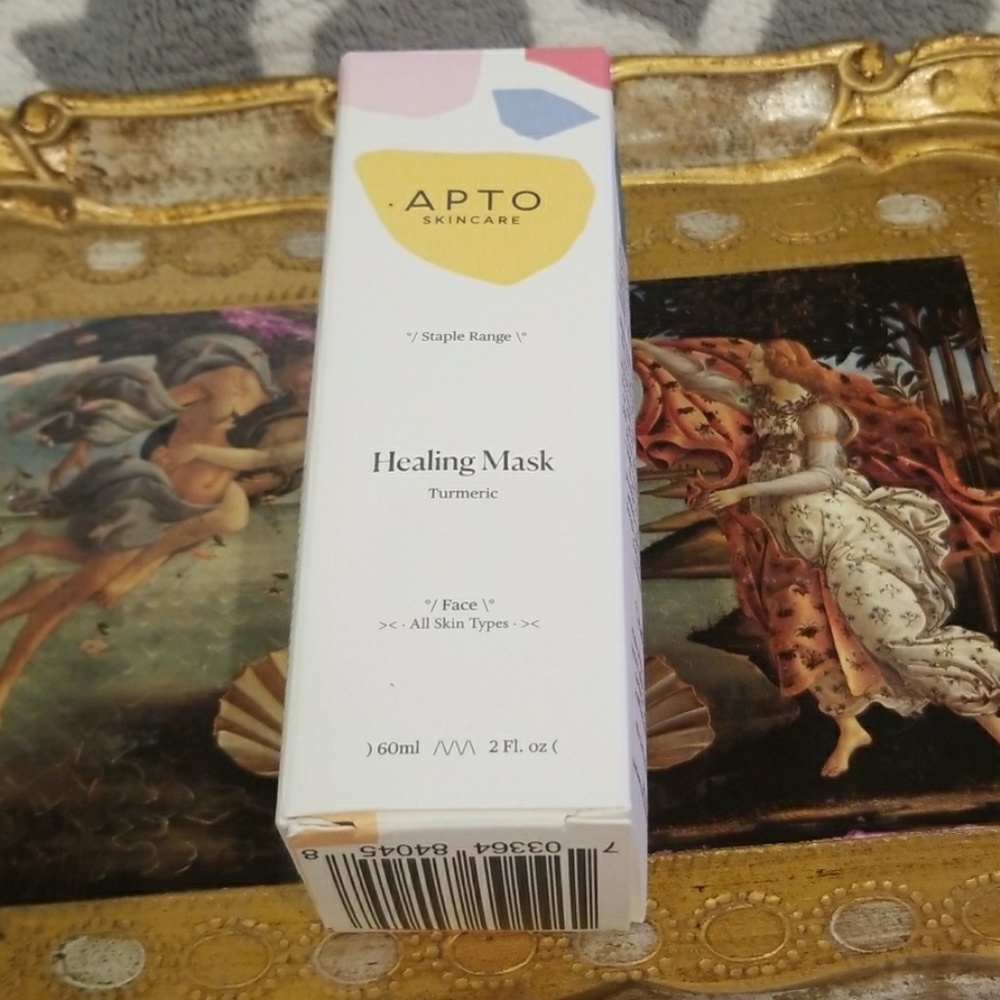 APTO
SKINCARE
°/ Staple Range \°
Healing Mask
Turmeric
°/ Face \°
>< · All Skin Types · ><
) 60ml /\/\/\ 2 Fl. oz (
7 03364 84045 8